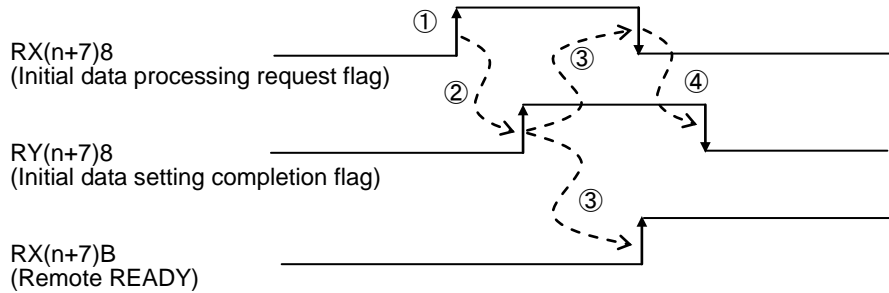 ①
RX(n+7)8
(Initial data processing request flag)
③
②
④
RY(n+7)8
(Initial data setting completion flag)
③
RX(n+7)B
(Remote READY)